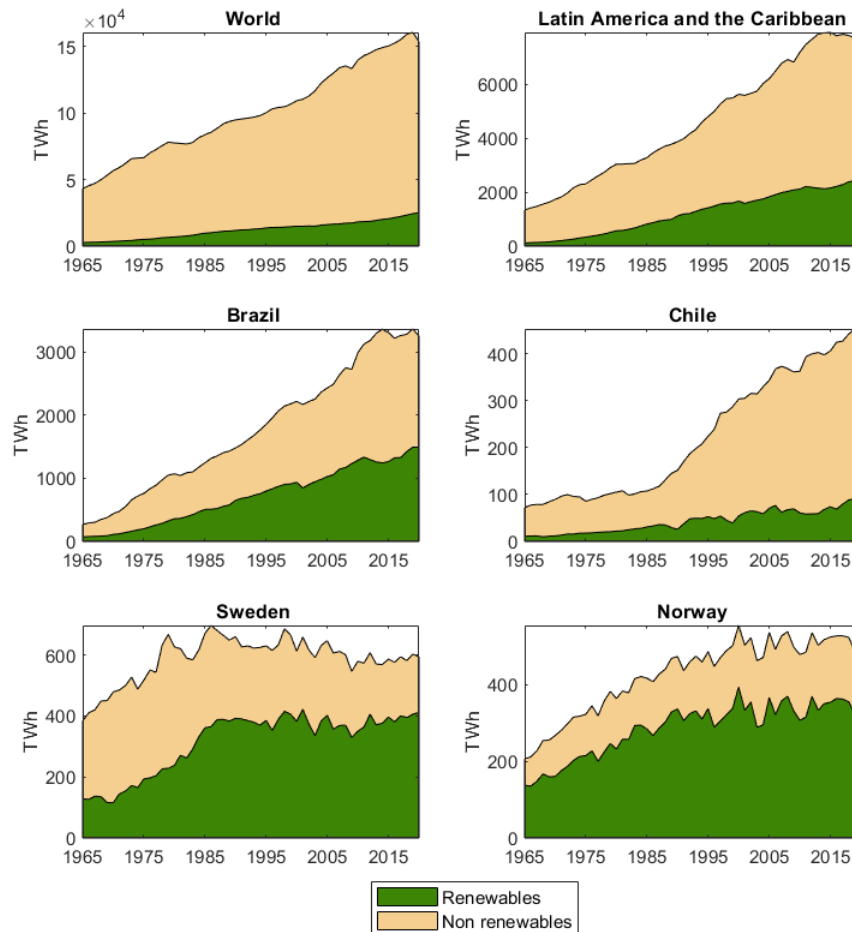 World
× 10⁴
15
10
5
0
TWh
1965 1975 1985 1995 2005 2015
Latin America and the Caribbean
6000
4000
2000
0
TWh
1965 1975 1985 1995 2005 2015
Brazil
3000
2000
1000
0
TWh
1965 1975 1985 1995 2005 2015
Chile
400
300
200
100
0
TWh
1965 1975 1985 1995 2005 2015
Sweden
600
400
200
0
TWh
1965 1975 1985 1995 2005 2015
Norway
400
200
0
TWh
1965 1975 1985 1995 2005 2015
Renewables
Non renewables